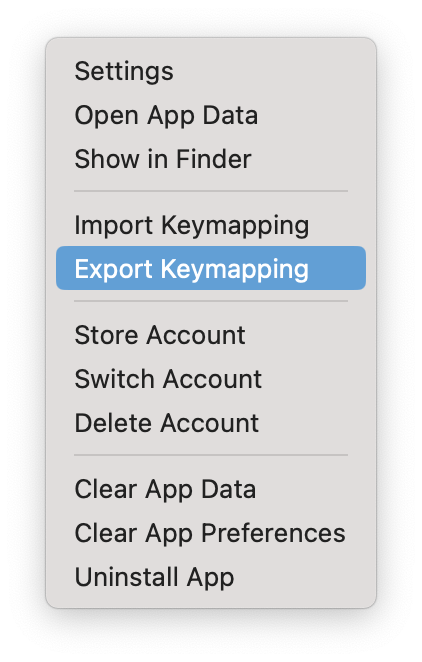 Settings
Open App Data
Show in Finder
Import Keymapping
Export Keymapping
Store Account
Switch Account
Delete Account
Clear App Data
Clear App Preferences
Uninstall App